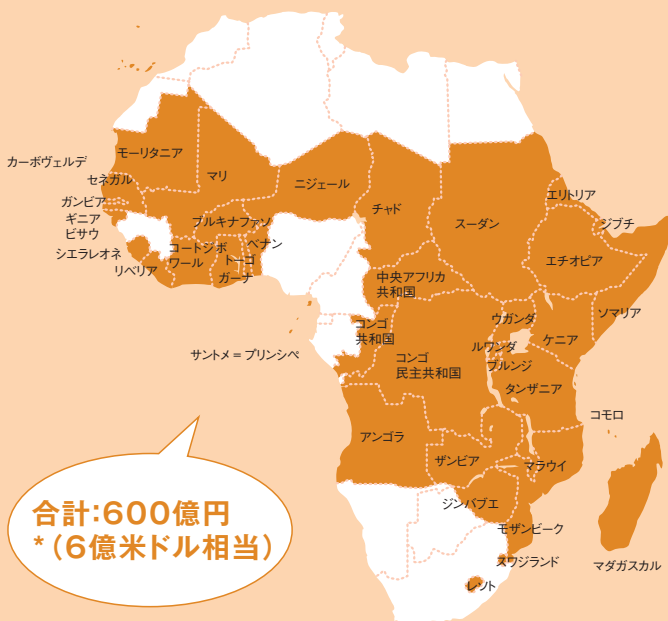 モーリタニア
カーボヴェルデ
マリ
セネガル
ニジェール
エリトリア
ガンビア
チャド
ギニア
ビサウ
ブルキナファソ
スーダン
ジブチ
シエラレオネ
コートジボ
ワール
ベナン
トーゴ
エチオピア
リベリア
ガーナ
中央アフリカ
共和国
ソマリア
ウガンダ
コンゴ
共和国
ケニア
ルワンダ
サントメ=プリンシペ
コンゴ
民主共和国
ブルンジ
タンザニア
コモロ
アンゴラ
ザンビア
マラウイ
ジンバブエ
合計:600億円
*(6億米ドル相当)
モザンビーク
スワジランド
マダガスカル
レソト